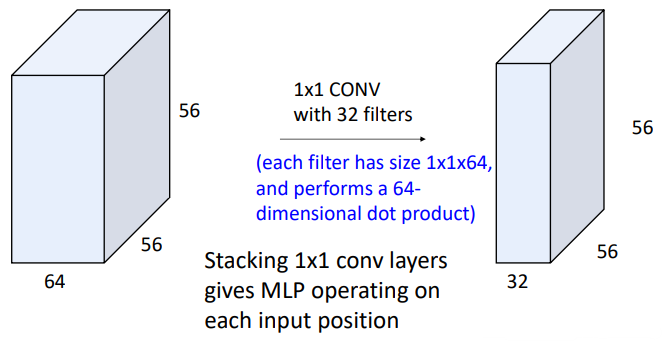 56
56
64
1x1 CONV
with 32 filters
(each filter has size 1x1x64,
and performs a 64-
dimensional dot product)
Stacking 1x1 conv layers
gives MLP operating on
each input position
56
56
32